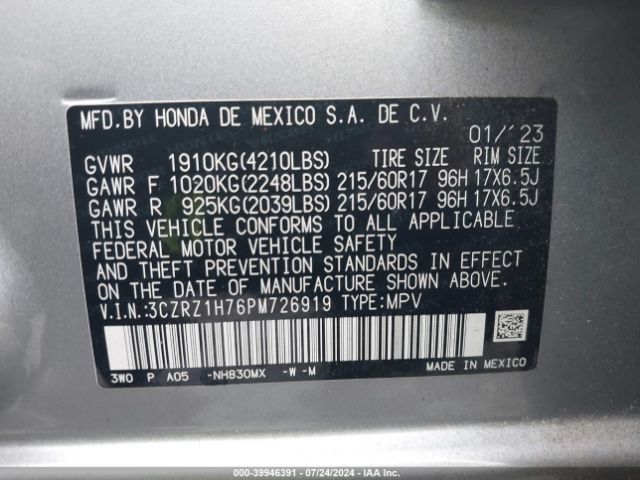 MFD.BY HONDA DE MEXICO S.A. DE C.V.
01/'23
GVWR 1910KG(4210LBS) TIRE SIZE RIM SIZE
GAWR F 1020KG(2248LBS) 215/60R17 96H 17X6.5J
GAWR R 925KG(2039LBS) 215/60R17 96H 17X6.5J
THIS VEHICLE CONFORMS TO ALL APPLICABLE
FEDERAL MOTOR VEHICLE SAFETY
AND THEFT PREVENTION STANDARDS IN EFFECT
ON THE DATE OF MANUFACTURE SHOWN ABOVE.
V.I.N.:3CZRZ1H76PM726919 TYPE:MPV
3W0 P A05 -NH830MX -W -M
MADE IN MEXICO
000-39946391 - 07/24/2024 - IAAI.COM